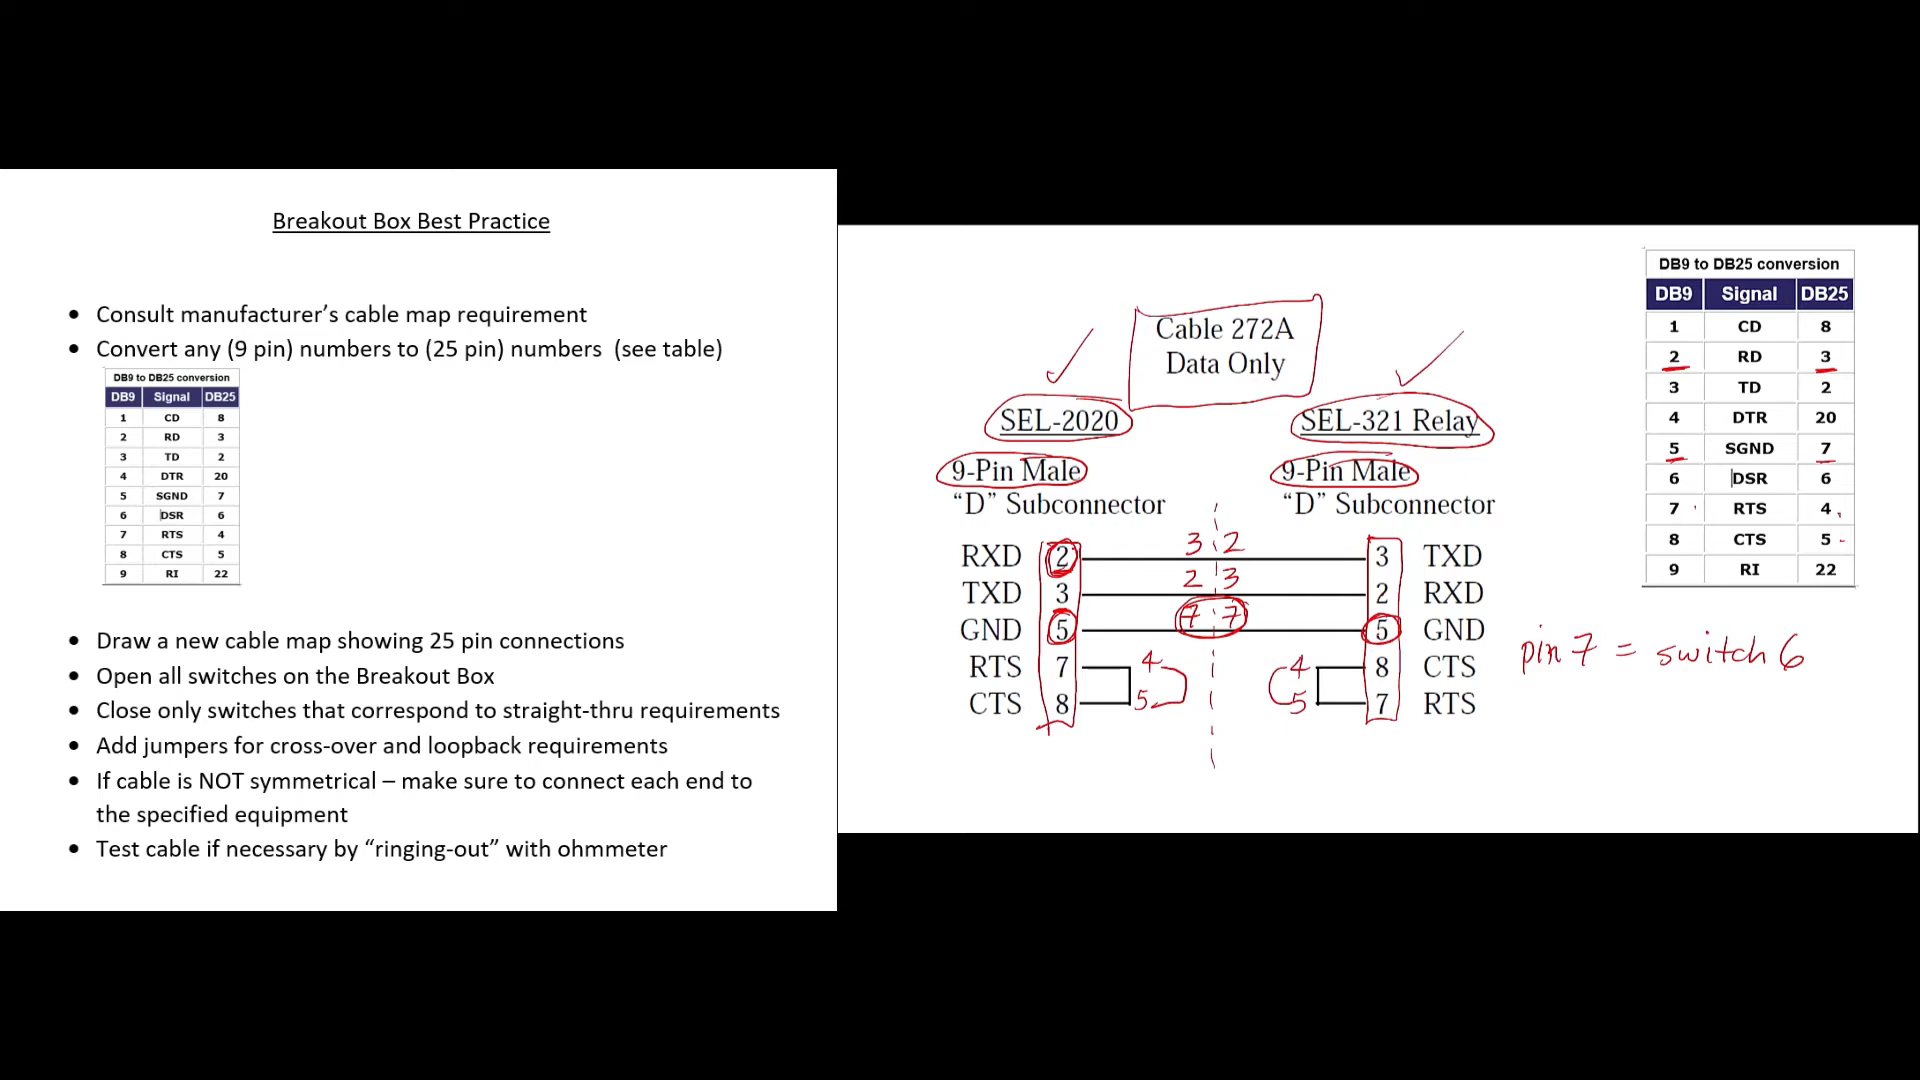 Breakout Box Best Practice
• Consult manufacturer’s cable map requirement
• Convert any (9 pin) numbers to (25 pin) numbers (see table)
DB9 to DB25 conversion
DB9 Signal DB25
1 CD 8
2 RD 3
3 TD 2
4 DTR 20
5 SGND 7
6 DSR 6
7 RTS 4
8 CTS 5
9 RI 22
• Draw a new cable map showing 25 pin connections
• Open all switches on the Breakout Box
• Close only switches that correspond to straight-thru requirements
• Add jumpers for cross-over and loopback requirements
• If cable is NOT symmetrical – make sure to connect each end to
the specified equipment
• Test cable if necessary by “ringing-out” with ohmmeter
Cable 272A
Data Only
SEL-2020 SEL-321 Relay
9-Pin Male 9-Pin Male
“D” Subconnector “D” Subconnector
RXD 2 3 2 3 TXD
TXD 3 2 3 2 RXD
GND 5 7 7 5 GND
RTS 7 4 4 8 CTS
CTS 8 5 5 7 RTS
DB9 to DB25 conversion
DB9 Signal DB25
1 CD 8
2 RD 3
3 TD 2
4 DTR 20
5 SGND 7
6 DSR 6
7 RTS 4
8 CTS 5
9 RI 22
pin 7 = switch 6